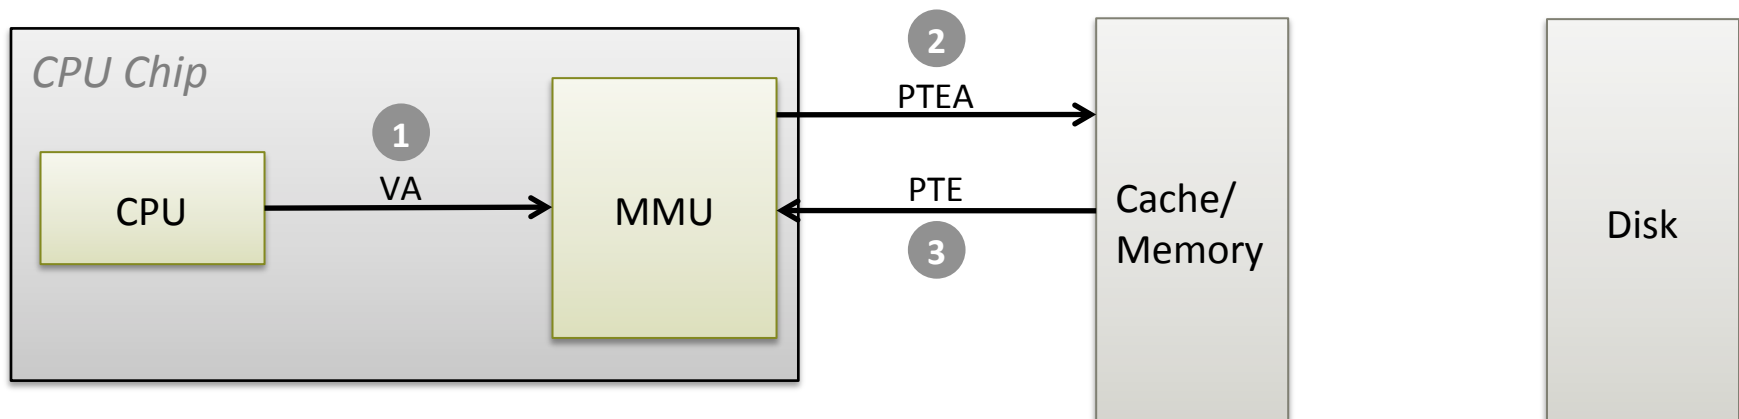 CPU Chip
CPU
1
VA
MMU
2
PTEA
PTE
3
Cache/
Memory
Disk